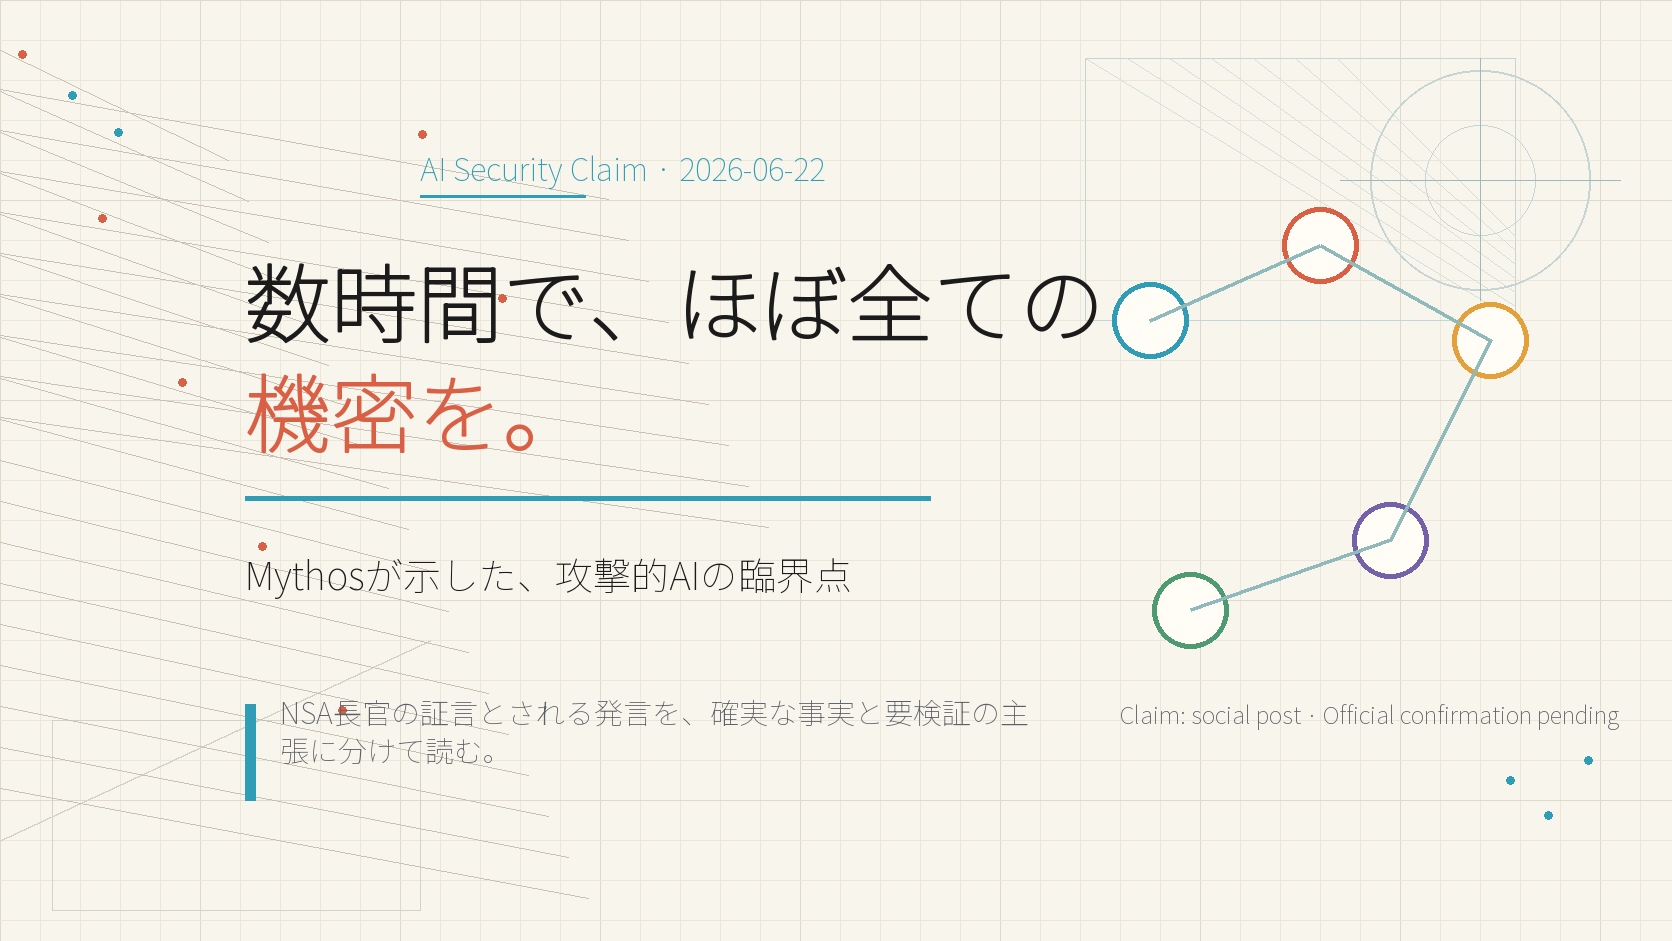 AI Security Claim · 2026-06-22
数時間で、ほぼ全ての
機密を。
Mythosが示した、攻撃的AIの臨界点
NSA長官の証言とされる発言を、確実な事実と要検証の主
張に分けて読む。
Claim: social post · Official confirmation pending